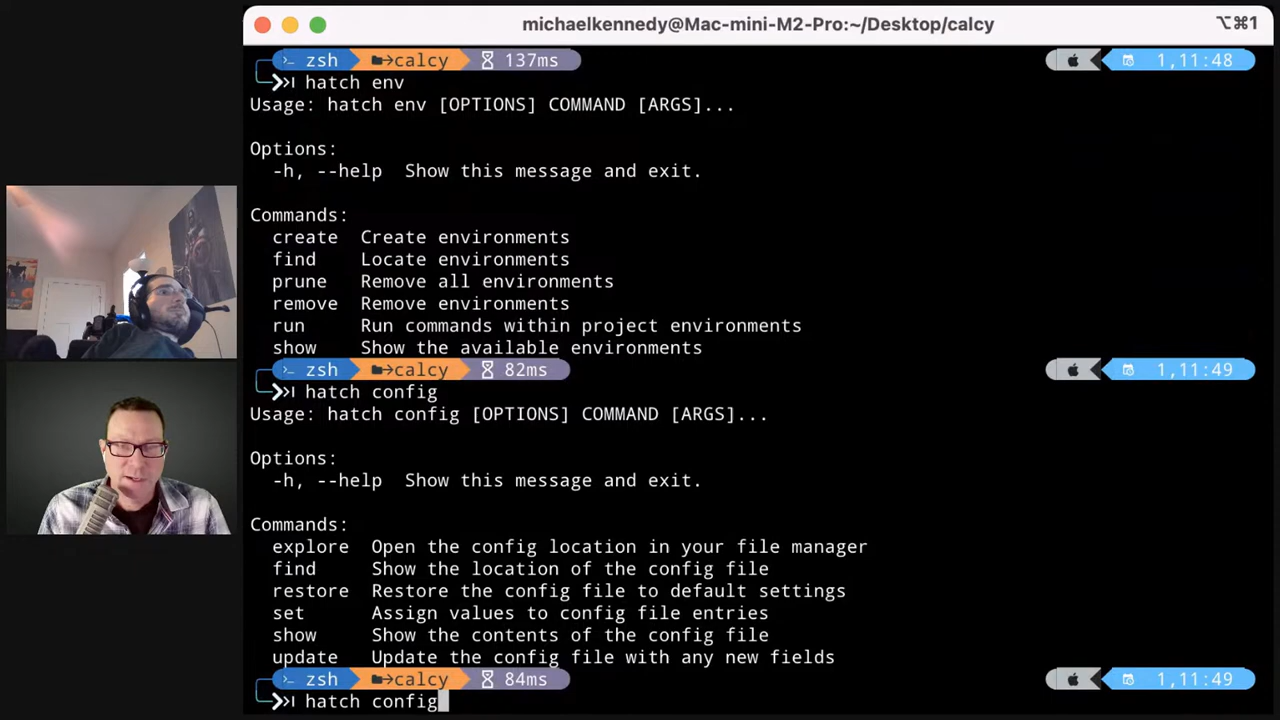 michaelkennedy@Mac-mini-M2-Pro:~/Desktop/calcy ⌥⌘1
zsh calcy 137ms 1,11:48
hatch env
Usage: hatch env [OPTIONS] COMMAND [ARGS]...
Options:
-h, --help Show this message and exit.
Commands:
create Create environments
find Locate environments
prune Remove all environments
remove Remove environments
run Run commands within project environments
show Show the available environments
zsh calcy 82ms 1,11:49
hatch config
Usage: hatch config [OPTIONS] COMMAND [ARGS]...
Options:
-h, --help Show this message and exit.
Commands:
explore Open the config location in your file manager
find Show the location of the config file
restore Restore the config file to default settings
set Assign values to config file entries
show Show the contents of the config file
update Update the config file with any new fields
zsh calcy 84ms 1,11:49
hatch config